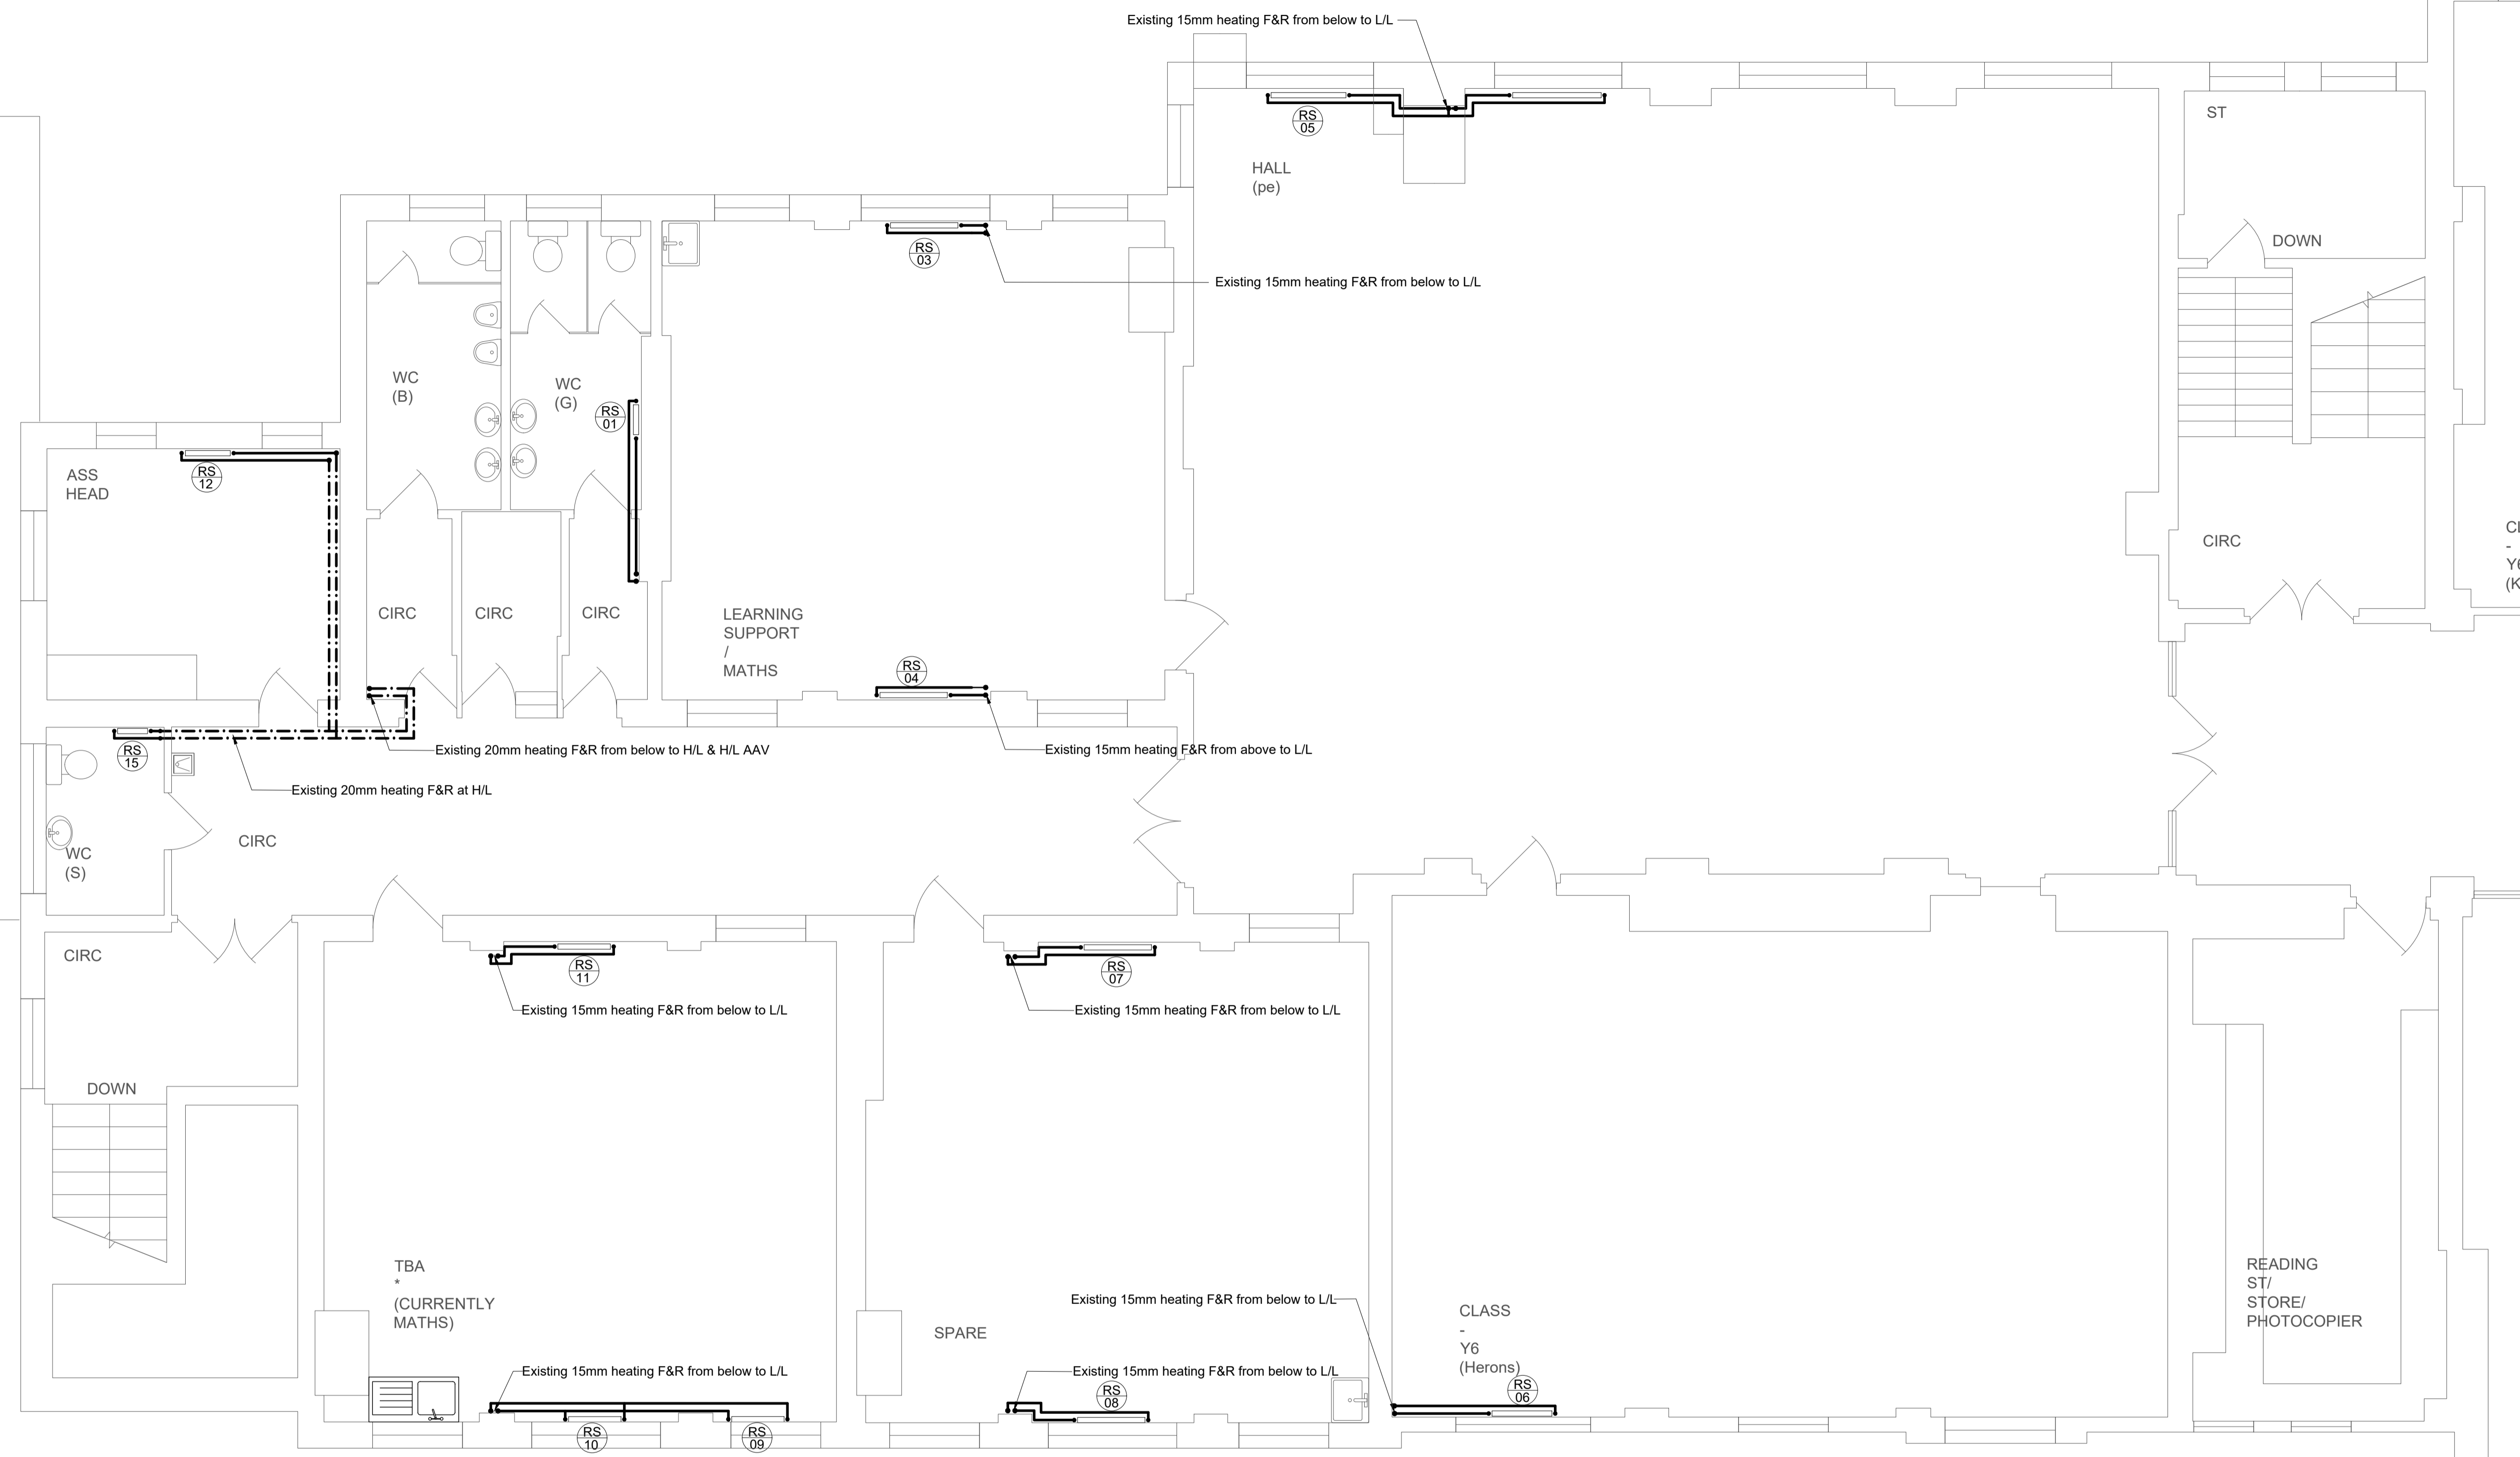 Existing 15mm heating F&R from below to L/L
RS
05
HALL
(pe)
ST
DOWN
RS
03
Existing 15mm heating F&R from below to L/L
WC
(B)
WC
(G)
RS
01
RS
12
ASS
HEAD
CIRC
CIRC
CIRC
CIRC
LEARNING
SUPPORT
/
MATHS
RS
04
RS
15
Existing 20mm heating F&R from below to H/L & H/L AAV
Existing 15mm heating F&R from above to L/L
Existing 20mm heating F&R at H/L
CIRC
WC
(S)
CIRC
DOWN
RS
11
RS
07
Existing 15mm heating F&R from below to L/L
Existing 15mm heating F&R from below to L/L
TBA
*
(CURRENTLY
MATHS)
SPARE
Existing 15mm heating F&R from below to L/L
CLASS
-
Y6
(Herons)
READING
ST/
STORE/
PHOTOCOPIER
Existing 15mm heating F&R from below to L/L
Existing 15mm heating F&R from below to L/L
RS
08
RS
06
RS
10
RS
09